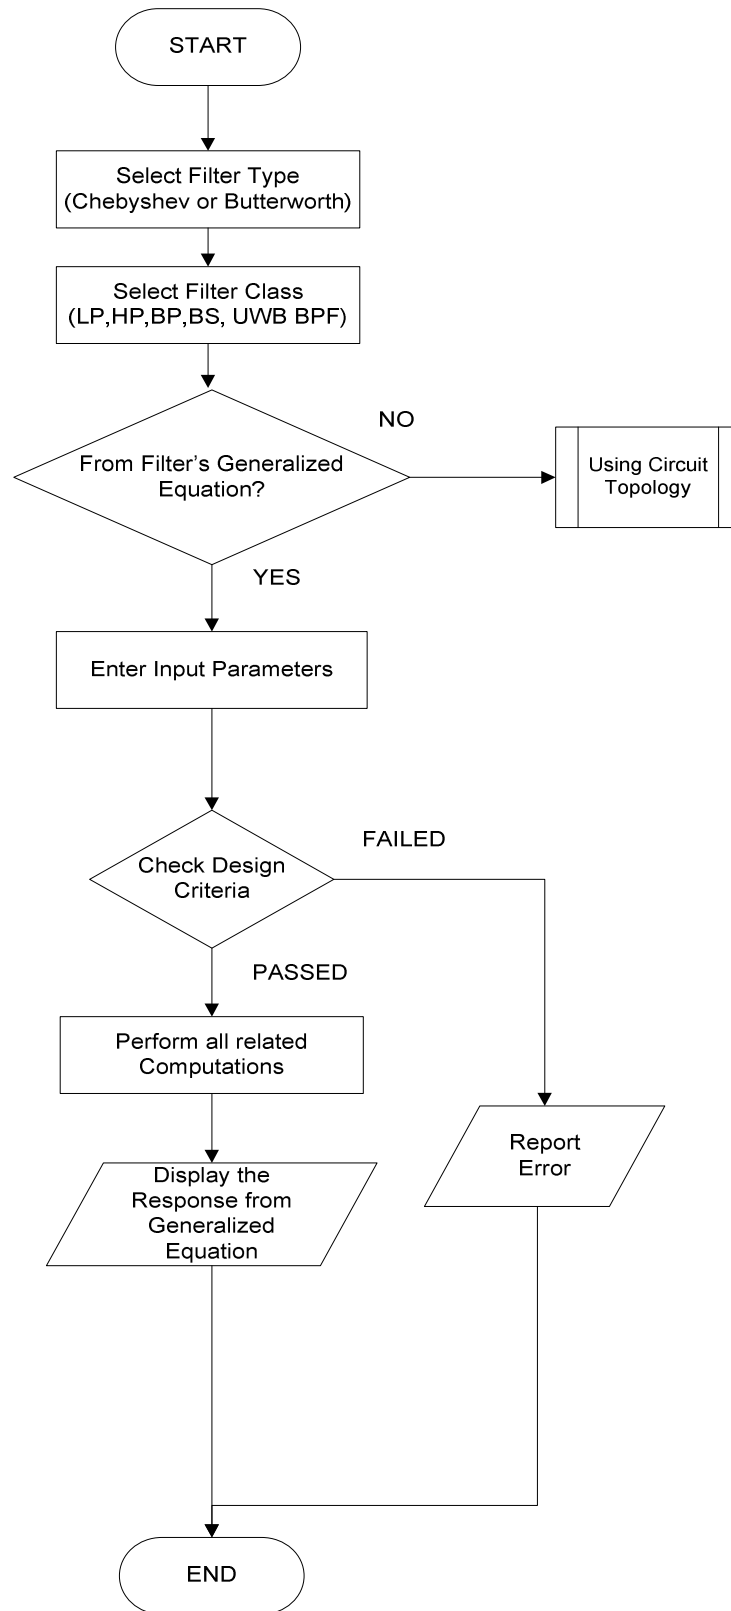 START
Select Filter Type
(Chebyshev or Butterworth)
Select Filter Class
(LP,HP,BP,BS, UWB BPF)
From Filter's Generalized
Equation?
NO
Using Circuit
Topology
YES
Enter Input Parameters
Check Design
Criteria
FAILED
PASSED
Perform all related
Computations
Display the
Response from
Generalized
Equation
Report
Error
END